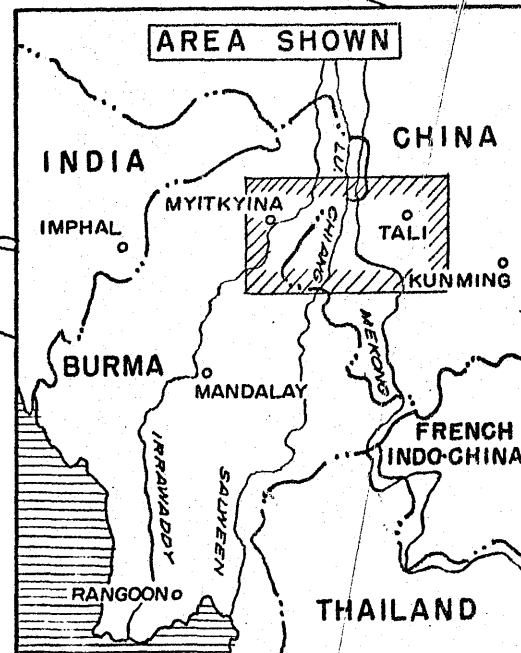 AREA SHOWN
CHINA
INDIA
LU
MYITKYINA
IMPHAL
TALI
CHIANG
KUNMING
MEKONG
BURMA
MANDALAY
FRENCH
INDO-CHINA
IRRAWADDY
SALWEEN
RANGOON
THAILAND